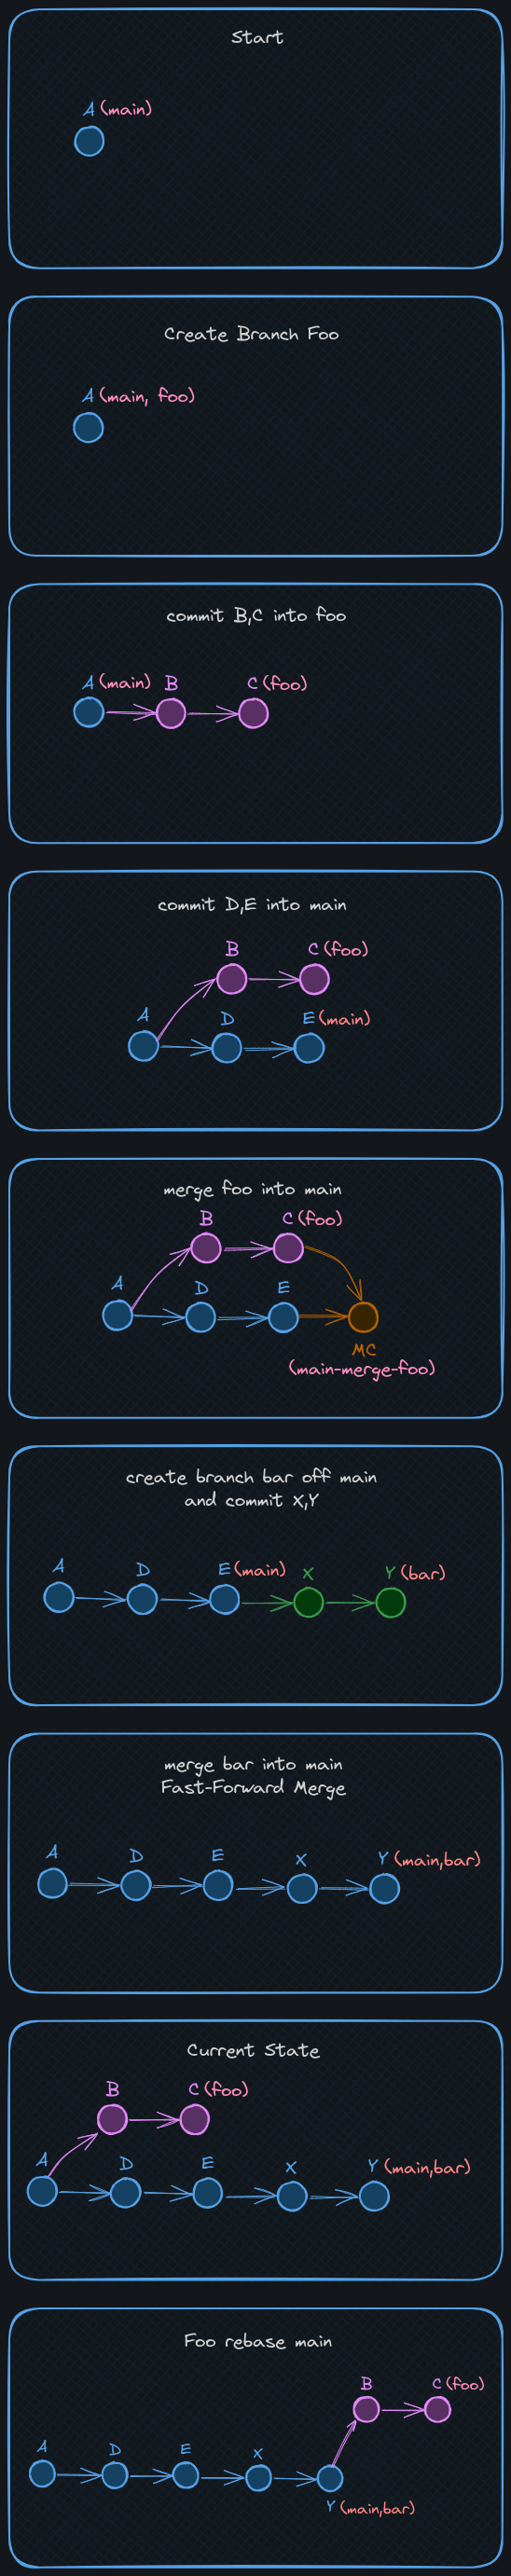 Start
A (main)
Create Branch Foo
A (main, foo)
commit B,C into foo
A (main) B C (foo)
commit D,E into main
B C (foo)
A D E (main)
merge foo into main
B C (foo)
A D E
MC
(main-merge-foo)
create branch bar off main
and commit X,Y
A D E (main) X Y (bar)
merge bar into main
Fast-Forward Merge
A D E X Y (main,bar)
Current State
B C (foo)
A D E X Y (main,bar)
Foo rebase main
B C (foo)
A D E X
Y (main,bar)